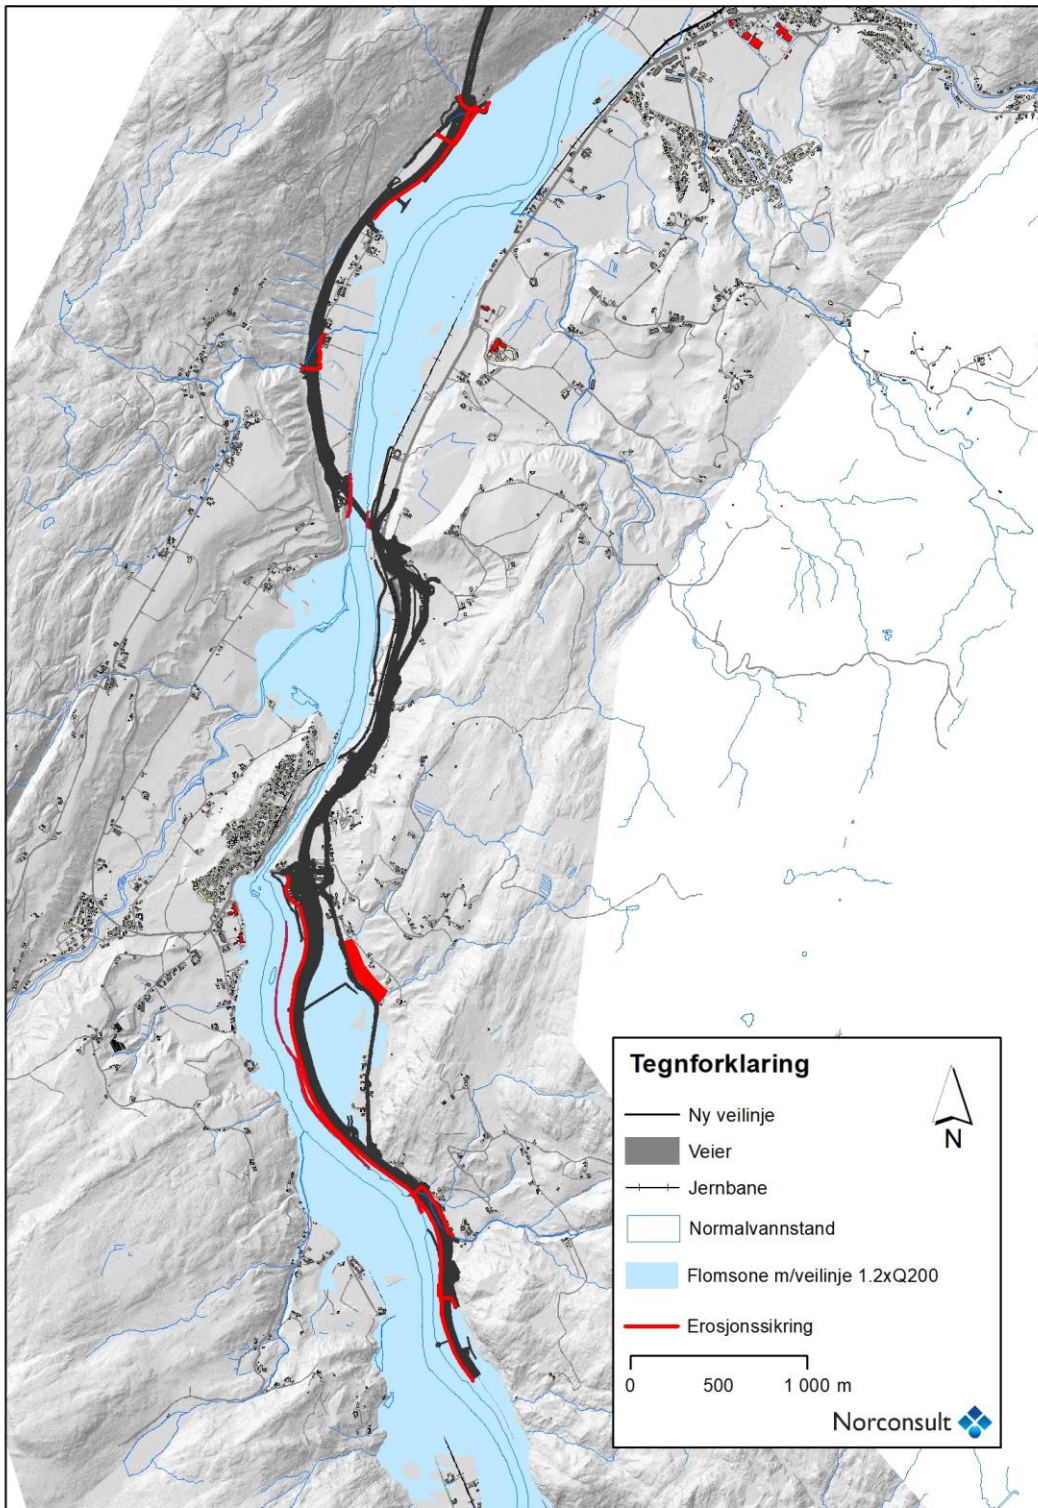 Tegnforklaring
Ny veilinje
Veier
Jernbane
Normalvannstand
Flomsone m/veilinje 1.2xQ200
Erosjonssikring
0 500 1 000 m
N
Norconsult